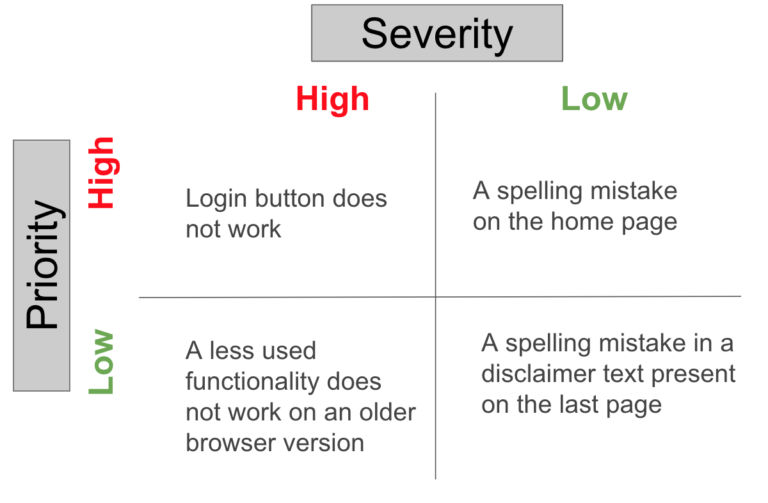 Severity
High
Low
Priority
High
Login button does
not work
A spelling mistake
on the home page
Low
A less used
functionality does
not work on an older
browser version
A spelling mistake in a
disclaimer text present
on the last page